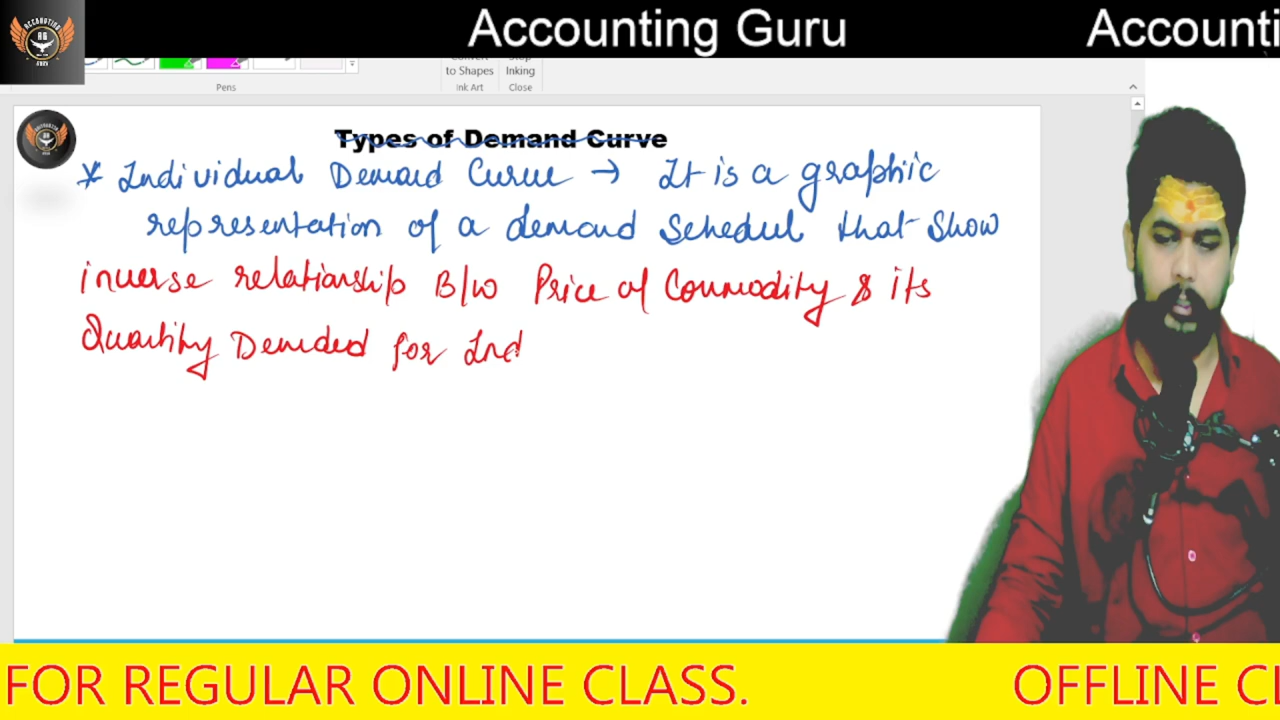 Accounting Guru
Accounti
to Shapes
Inking
Pens
Ink Art
Close
Types of Demand Curve
* Individual Demand Curve → It is a graphic
representation of a demand Schedul that Show
inverse relationship B/w Price of Commodity & its
Quantity Demded for Ind
FOR REGULAR ONLINE CLASS.
OFFLINE CL